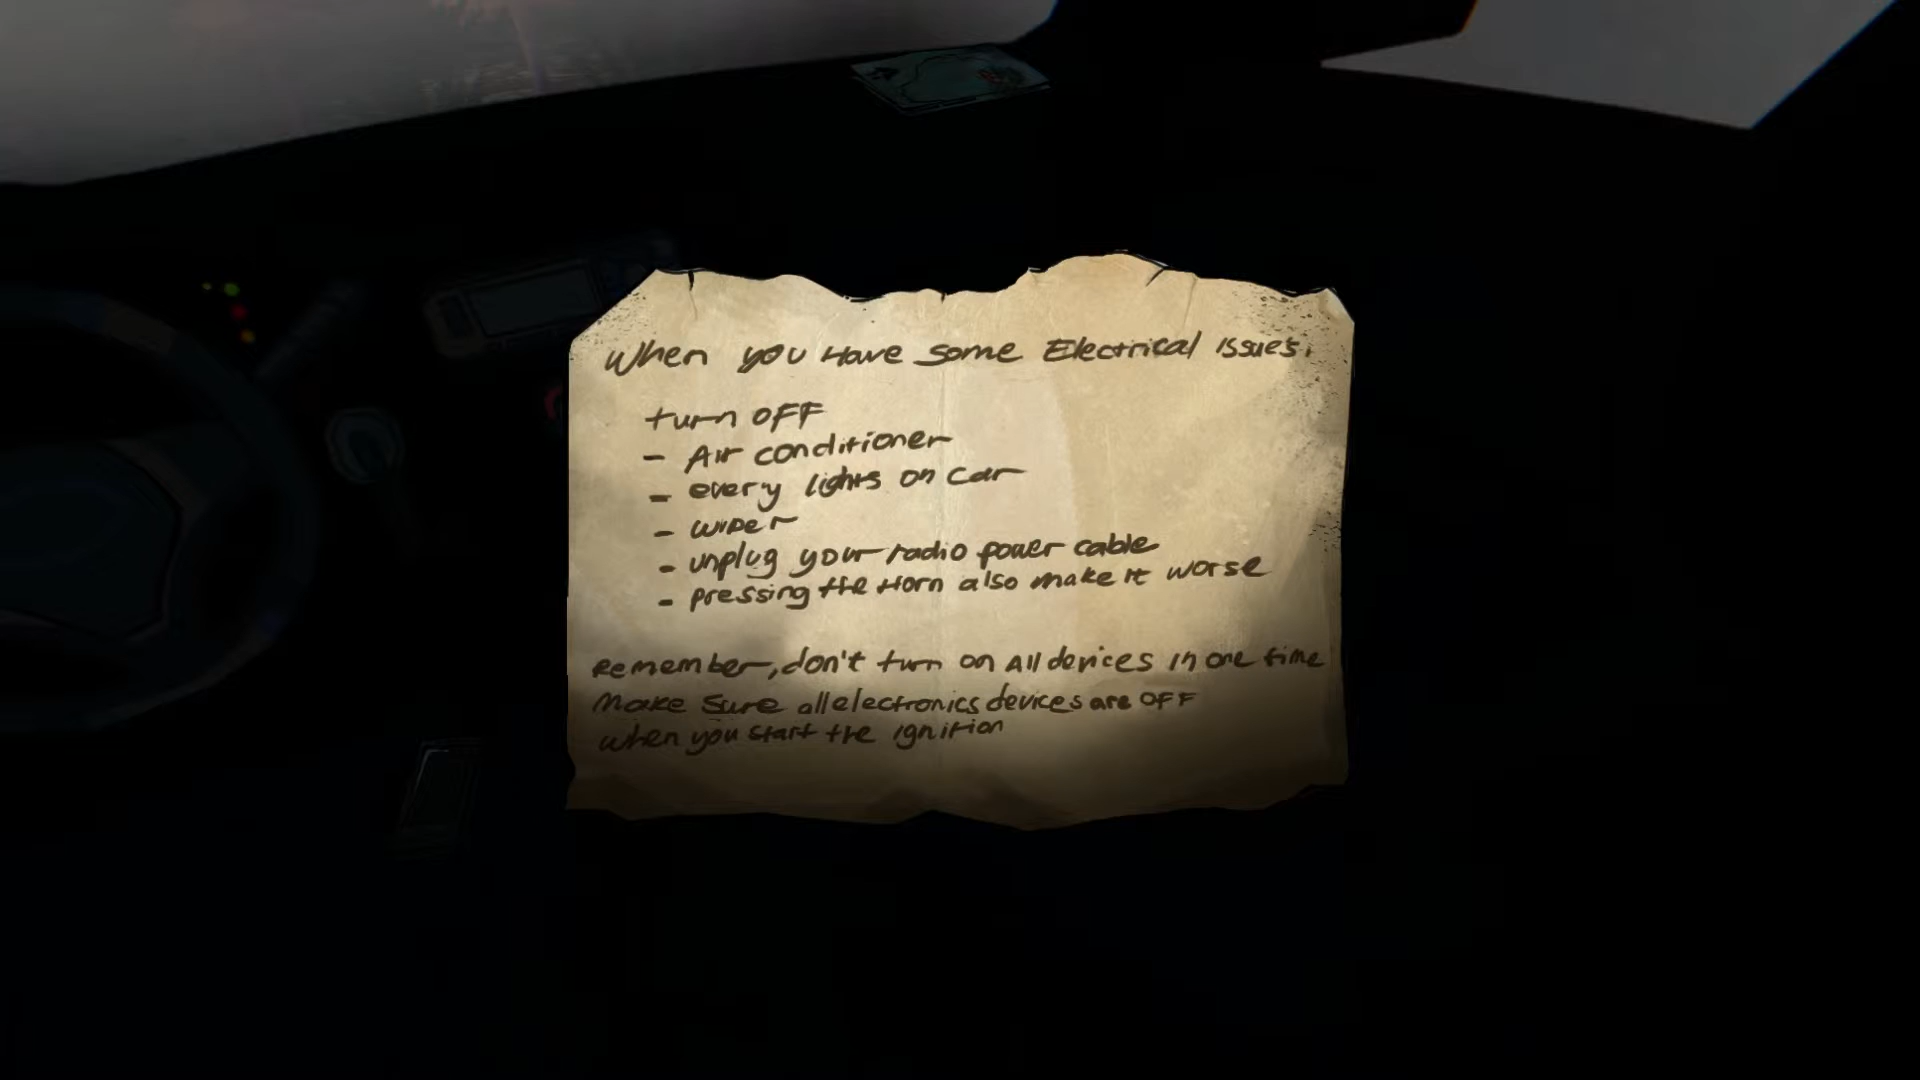 When you Have some Electrical issues,
turn OFF
- Air conditioner
- every lights on car
- wiper
- unplug your radio power cable
- pressing the Horn also make it worse
Remember, don't turn on All devices in one time
Make Sure all electronics devices are OFF
when you start the ignition